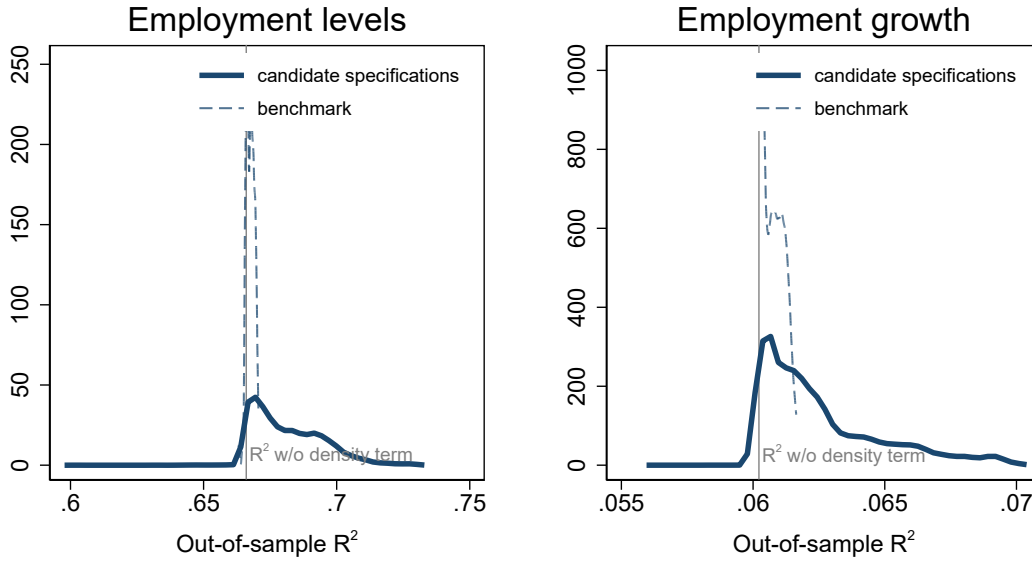 Employment levels
250
200
150
100
50
0
candidate specifications
benchmark
R² w/o density term
.6
.65
.7
.75
Out-of-sample R²
Employment growth
1000
800
600
400
200
0
candidate specifications
benchmark
R² w/o density term
.055
.06
.065
.07
Out-of-sample R²